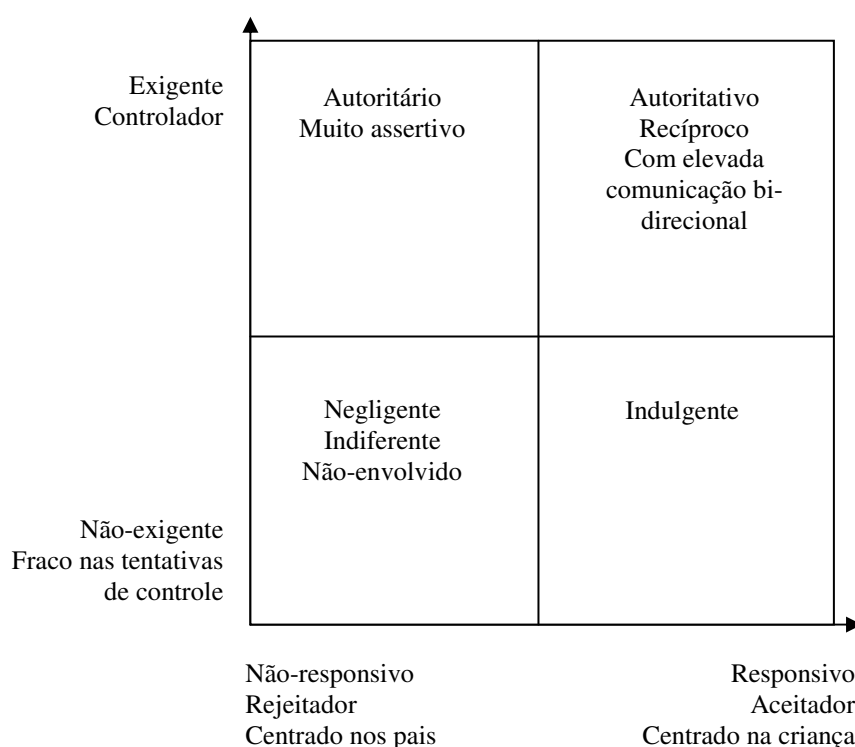 Exigente
Controlador
Autoritário
Muito assertivo
Autoritativo
Recíproco
Com elevada
comunicação bi-
direcional
Negligente
Indiferente
Não-envolvido
Indulgente
Não-exigente
Fraco nas tentativas
de controle
Não-responsivo
Rejeitador
Centrado nos pais
Responsivo
Aceitador
Centrado na criança